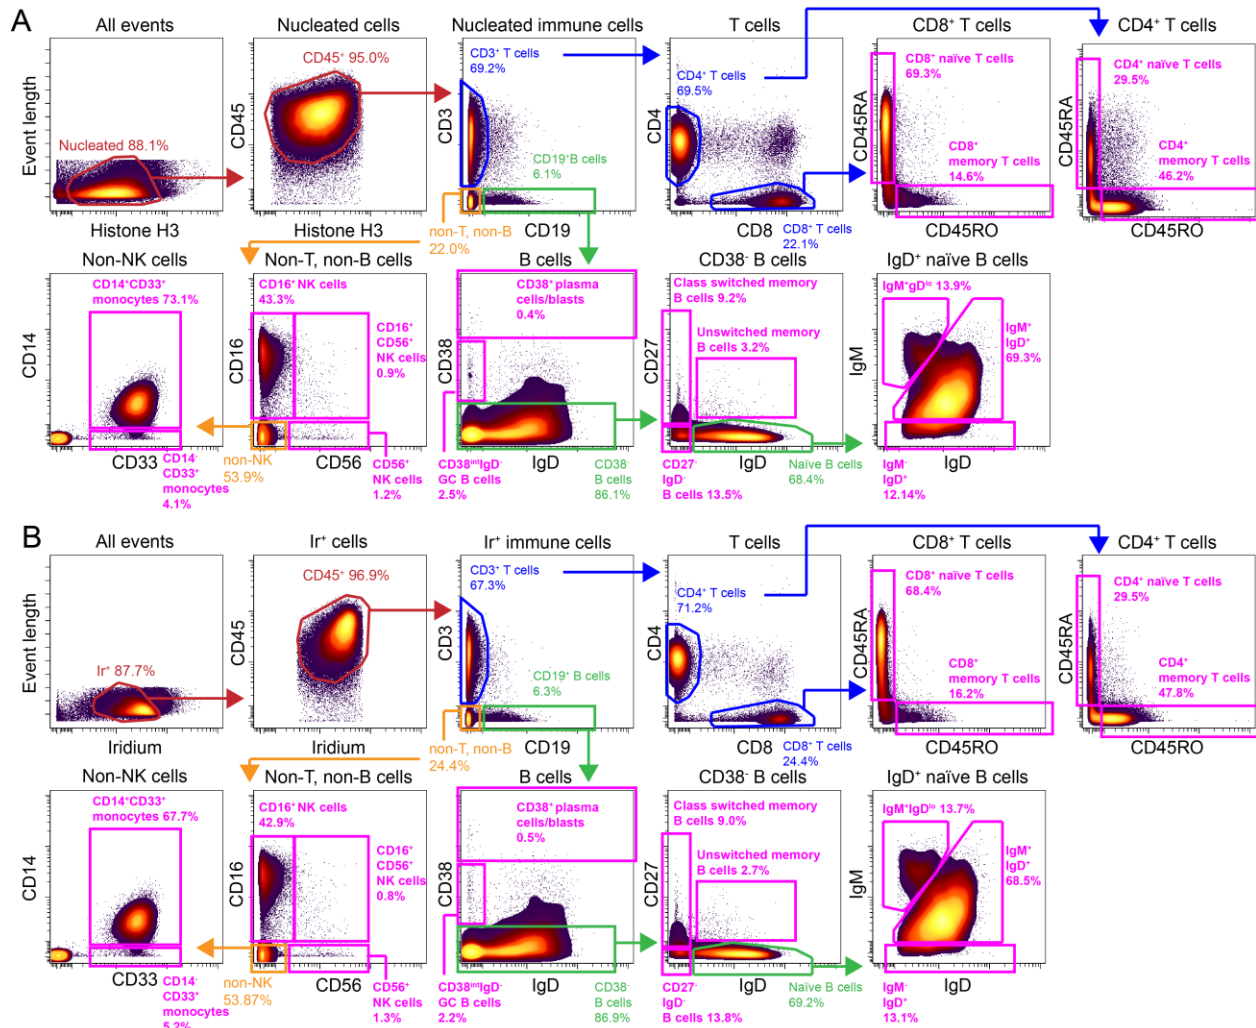 A
All events
Nucleated cells
Nucleated immune cells
T cells
CD8⁺ T cells
CD4⁺ T cells
Event length
Nucleated 88.1%
Histone H3
CD45
CD45⁺ 95.0%
Histone H3
CD3
CD3⁺ T cells
69.2%
CD19⁺B cells
6.1%
non-T, non-B
22.0%
CD19
CD4
CD4⁺ T cells
69.5%
CD8
CD8⁺ T cells
22.1%
CD45RA
CD8⁺ naïve T cells
69.3%
CD8⁺
memory T cells
14.6%
CD45RO
CD45RA
CD4⁺ naïve T cells
29.5%
CD4⁺
memory T cells
46.2%
CD45RO
Non-NK cells
Non-T, non-B cells
B cells
CD38⁻ B cells
IgD⁺ naïve B cells
CD14
CD14⁺CD33⁺
monocytes 73.1%
CD33
CD14⁻
CD33⁺
monocytes
4.1%
CD16
CD16⁺ NK cells
43.3%
CD16⁺
CD56⁺
NK cells
0.9%
non-NK
53.9%
CD56
CD56⁺
NK cells
1.2%
CD38
CD38⁺ plasma
cells/blasts
0.4%
IgD
CD38ⁱⁿᵗIgD⁻
GC B cells
2.5%
CD38⁻
B cells
86.1%
CD27
Class switched memory
B cells 9.2%
Unswitched memory
B cells 3.2%
IgD
CD27⁻
IgD⁻
B cells 13.5%
Naïve B cells
68.4%
IgM
IgM⁺gDˡᵒ 13.9%
IgM⁺
IgD⁺
69.3%
IgD
IgM⁻
IgD⁺
12.14%
B
All events
Ir⁺ cells
Ir⁺ immune cells
T cells
CD8⁺ T cells
CD4⁺ T cells
Event length
Ir⁺ 87.7%
Iridium
CD45
CD45⁺ 96.9%
Iridium
CD3
CD3⁺ T cells
67.3%
CD19⁺ B cells
6.3%
non-T, non-B
24.4%
CD19
CD4
CD4⁺ T cells
71.2%
CD8
CD8⁺ T cells
24.4%
CD45RA
CD8⁺ naïve T cells
68.4%
CD8⁺
memory T cells
16.2%
CD45RO
CD45RA
CD4⁺ naïve T cells
29.5%
CD4⁺
memory T cells
47.8%
CD45RO
Non-NK cells
Non-T, non-B cells
B cells
CD38⁻ B cells
IgD⁺ naïve B cells
CD14
CD14⁺CD33⁺
monocytes 67.7%
CD33
CD14⁻
CD33⁺
monocytes
5.2%
CD16
CD16⁺ NK cells
42.9%
CD16⁺
CD56⁺
NK cells
0.8%
non-NK
53.87%
CD56
CD56⁺
NK cells
1.3%
CD38
CD38⁺ plasma
cells/blasts
0.5%
IgD
CD38ⁱⁿᵗIgD⁻
GC B cells
2.2%
CD38⁻
B cells
86.9%
CD27
Class switched memory
B cells 9.0%
Unswitched memory
B cells 2.7%
IgD
CD27⁻
IgD⁻
B cells 13.8%
Naïve B cells
69.2%
IgM
IgM⁺IgDˡᵒ 13.7%
IgM⁺
IgD⁺
68.5%
IgD
IgM⁻
IgD⁺
13.1%